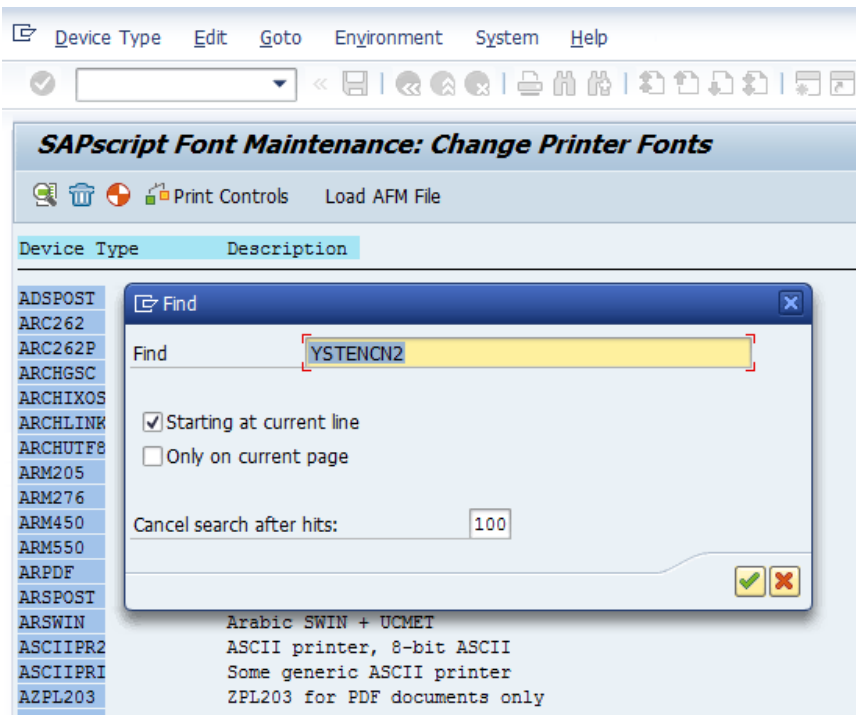 Device Type Edit Goto Environment System Help
SAPscript Font Maintenance: Change Printer Fonts
Print Controls Load AFM File
Device Type Description
ADSPOST
ARC262
ARC262P
ARCHGSC
ARCHIXOS
ARCHLINK
ARCHUTF8
ARM205
ARM276
ARM450
ARM550
ARPDF
ARSPOST
Find
Find YSTENCN2
Starting at current line
Only on current page
Cancel search after hits: 100
ARSWIN Arabic SWIN + UCMET
ASCIIPR2 ASCII printer, 8-bit ASCII
ASCIIPRI Some generic ASCII printer
AZPL203 ZPL203 for PDF documents only